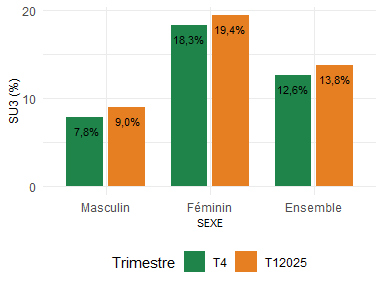 20
10
0
SU3 (%)
7,8%
9,0%
18,3%
19,4%
12,6%
13,8%
Masculin
Féminin
Ensemble
SEXE
Trimestre T4 T12025